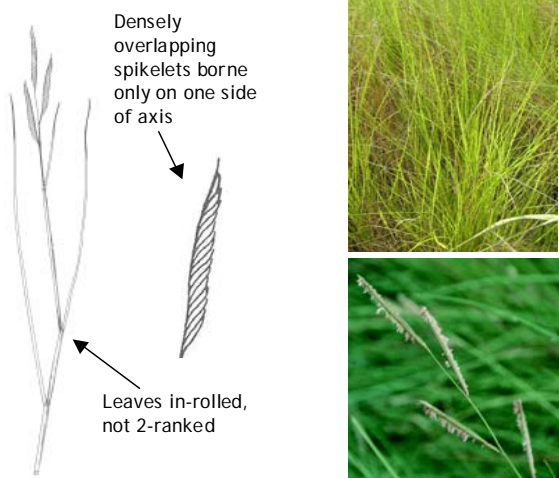 Densely
overlapping
spikelets borne
only on one side
of axis
Leaves in-rolled,
not 2-ranked